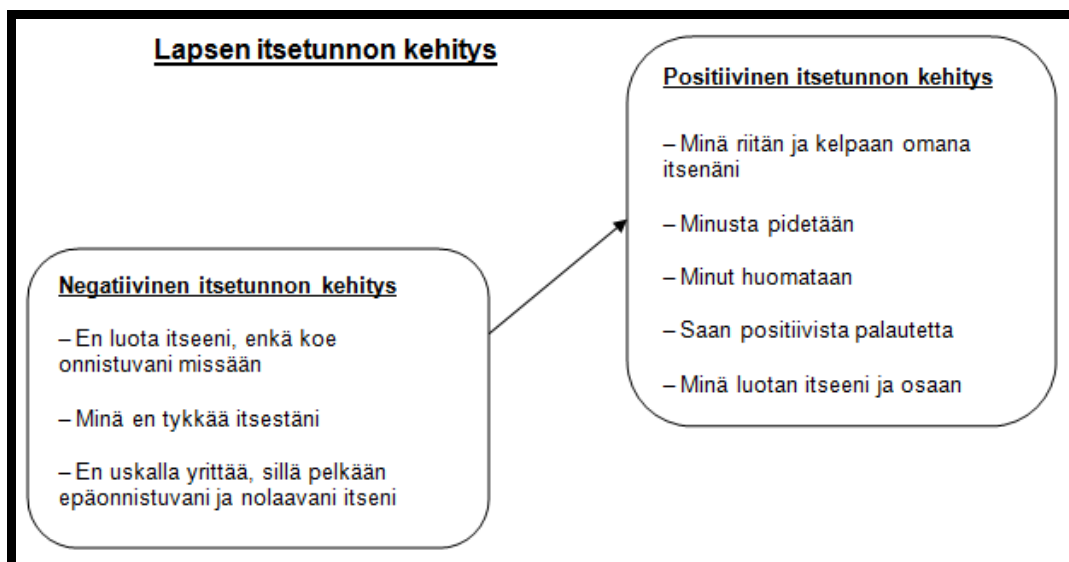 Lapsen itsetunnon kehitys
Positiivinen itsetunnon kehitys
– Minä riitän ja kelpaan omana
itsenäni
– Minusta pidetään
– Minut huomataan
– Saan positiivista palautetta
– Minä luotan itseeni ja osaan
Negatiivinen itsetunnon kehitys
– En luota itseeni, enkä koe
onnistuvani missään
– Minä en tykkää itsestäni
– En uskalla yrittää, sillä pelkään
epäonnistuvani ja nolaavani itseni